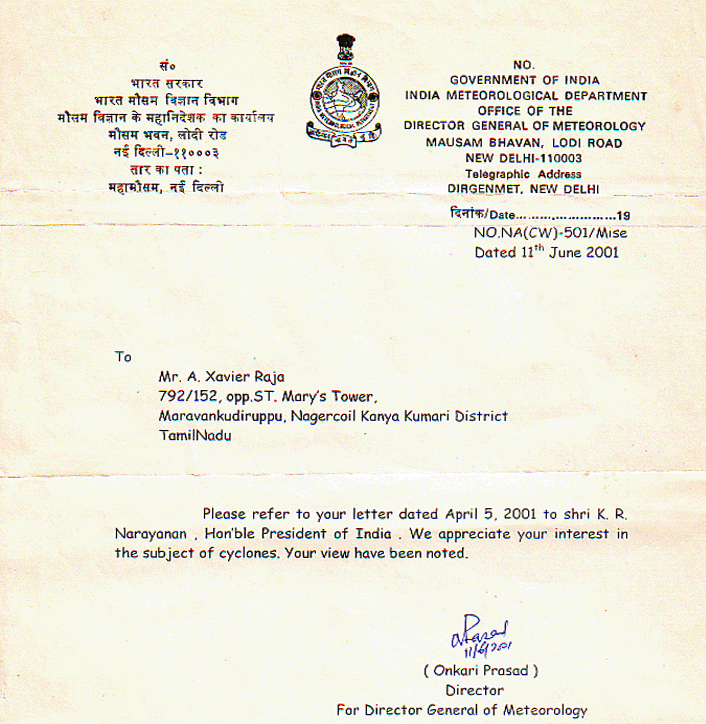 सं०
भारत सरकार
भारत मौसम विज्ञान विभाग
मौसम विज्ञान के महानिदेशक का कार्यालय
मौसम भवन, लोदी रोड
नई दिल्ली-११०००३
तार का पता :
महामौसम, नई दिल्ली
NO.
GOVERNMENT OF INDIA
INDIA METEOROLOGICAL DEPARTMENT
OFFICE OF THE
DIRECTOR GENERAL OF METEOROLOGY
MAUSAM BHAVAN, LODI ROAD
NEW DELHI-110003
Telegraphic Address
DIRGENMET, NEW DELHI
दिनांक/Date........................19
NO.NA(CW)-501/Mise
Dated 11th June 2001
To
Mr. A. Xavier Raja
792/152, opp.ST. Mary's Tower,
Maravankudiruppu, Nagercoil Kanya Kumari District
TamilNadu
Please refer to your letter dated April 5, 2001 to shri K. R.
Narayanan , Hon'ble President of India . We appreciate your interest in
the subject of cyclones. Your view have been noted.
11/6/2001
( Onkari Prasad )
Director
For Director General of Meteorology